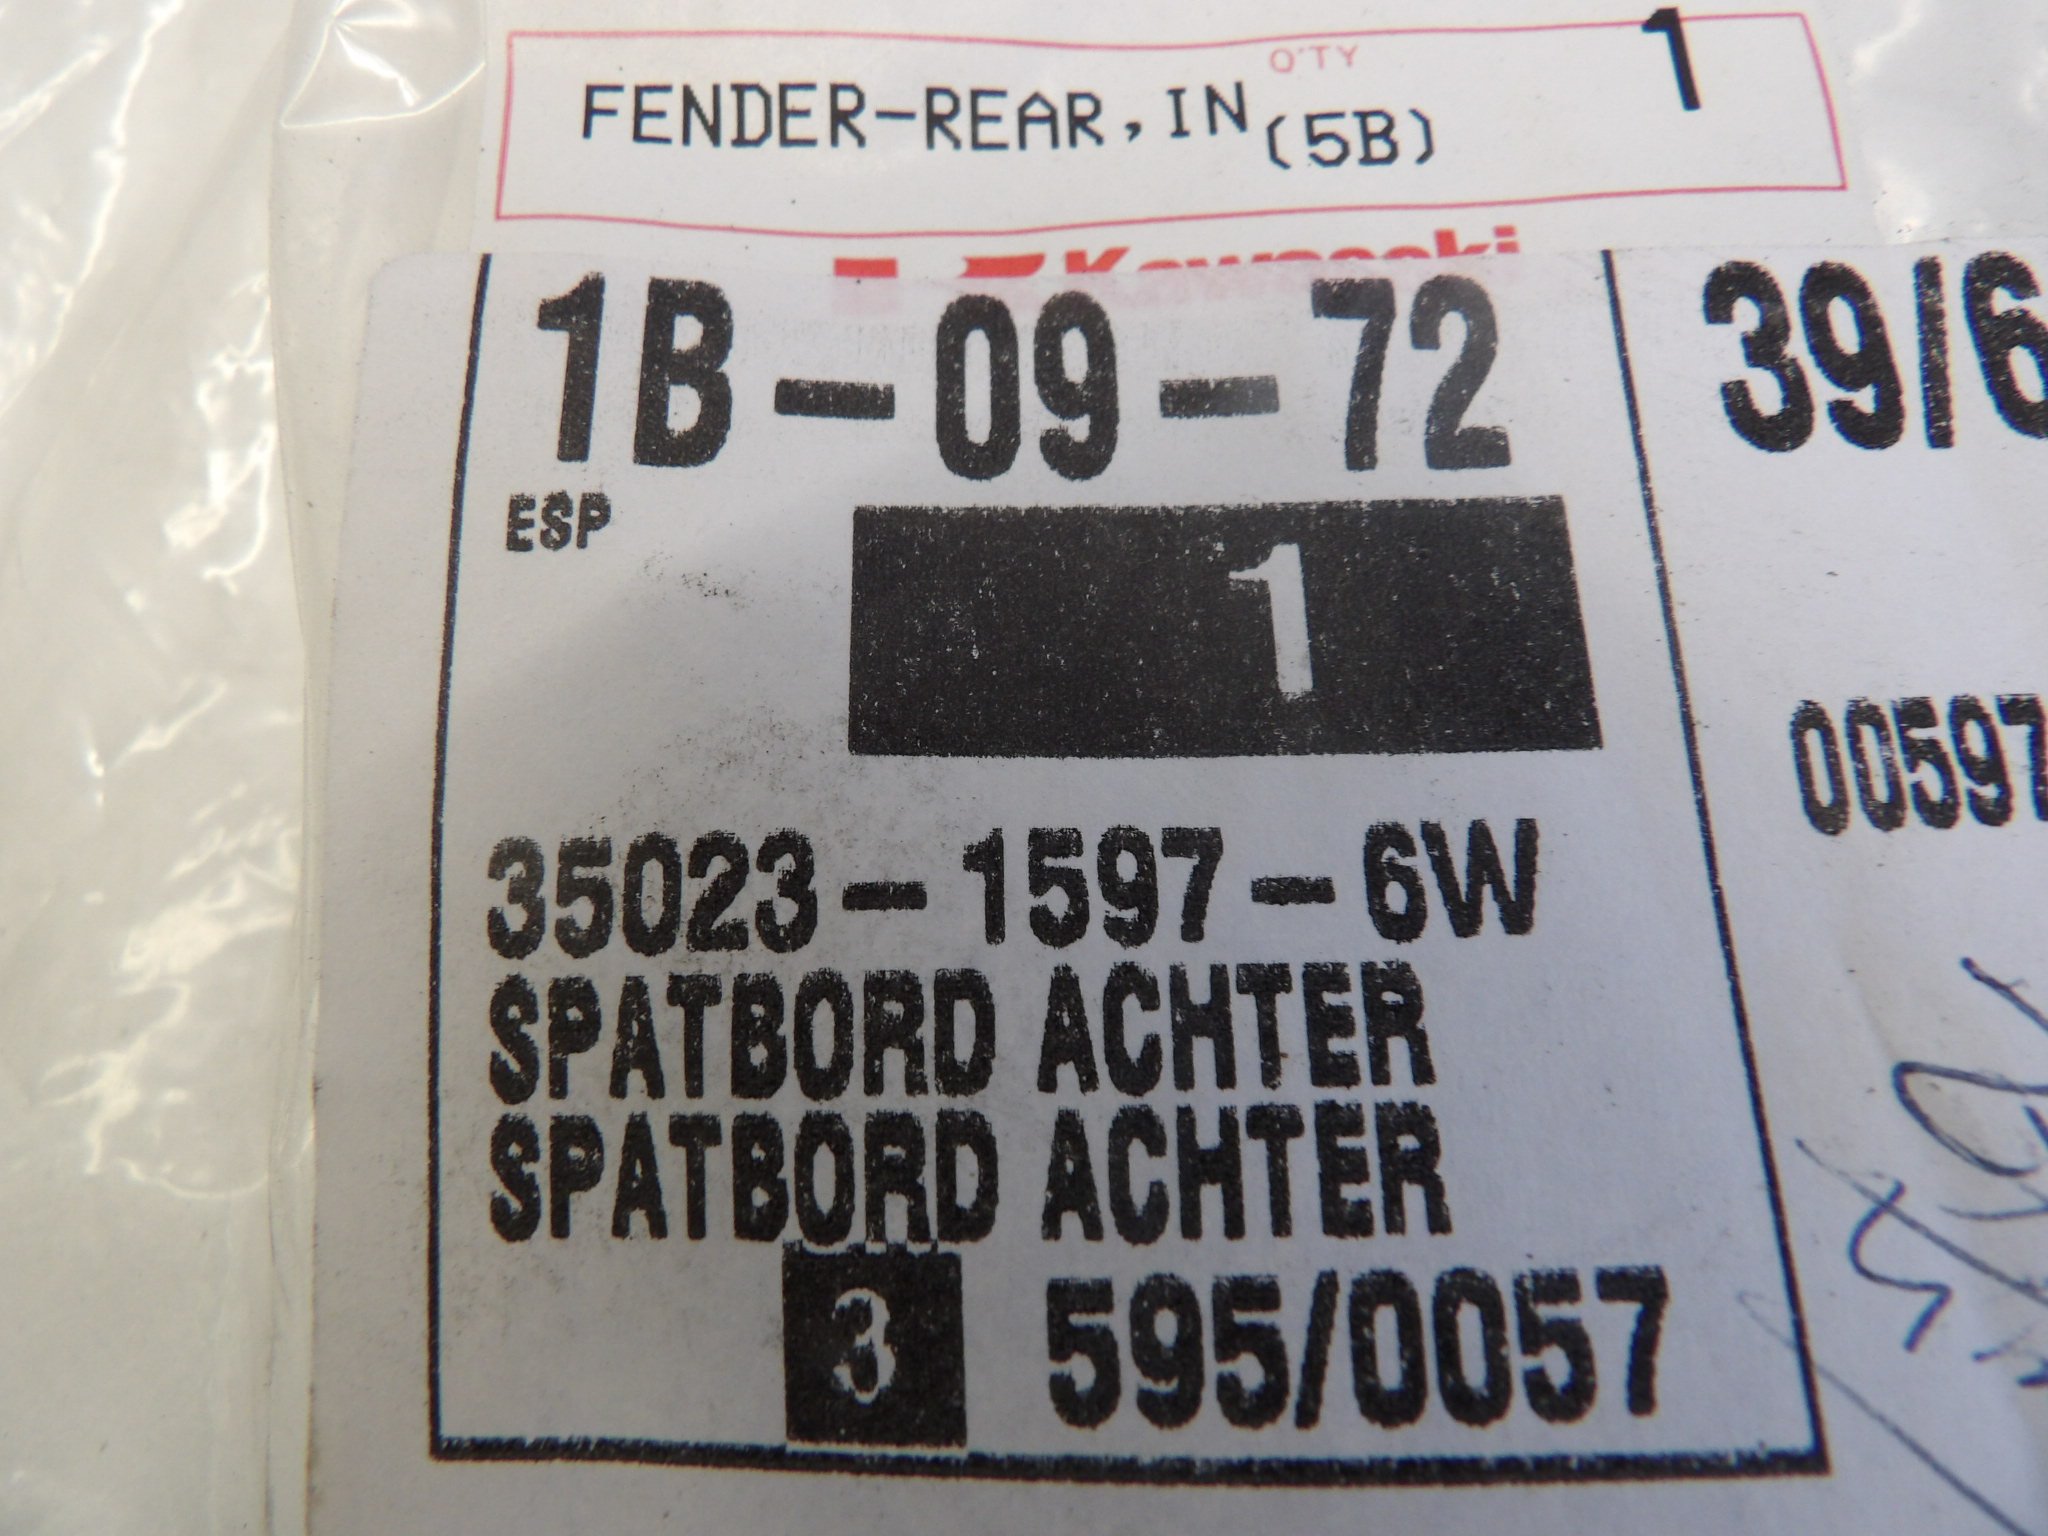 Q'TY
FENDER-REAR,IN (5B) 1
Kawasaki
1B-09-72
39/6
ESP
1
00597
35023-1597-6W
SPATBORD ACHTER
SPATBORD ACHTER
3 595/0057